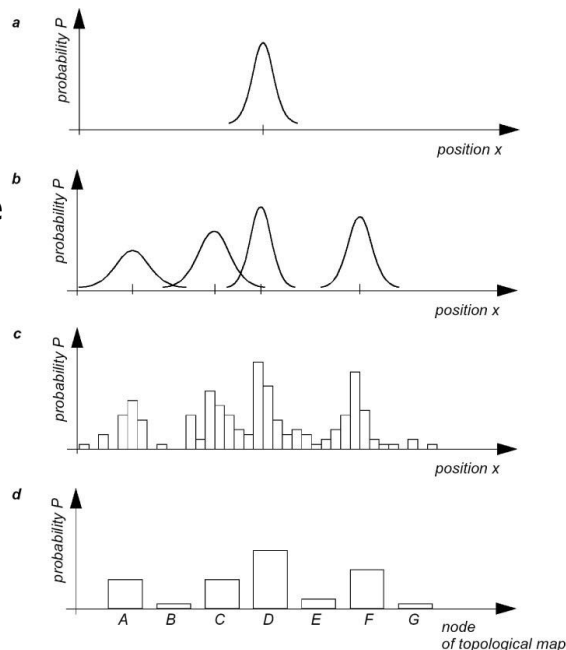 a
probability P
position x
b
probability P
position x
c
probability P
position x
d
probability P
A B C D E F G
node
of topological map